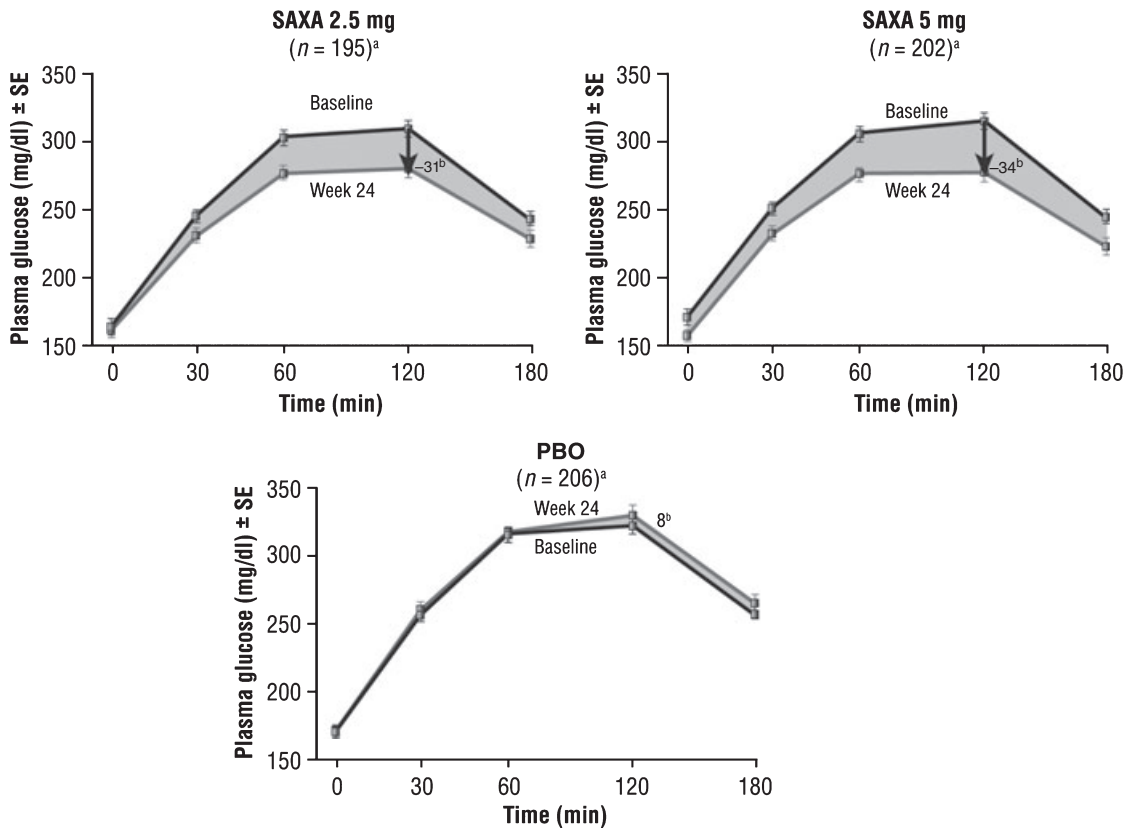 SAXA 2.5 mg
(n = 195)ᵃ
Plasma glucose (mg/dl) ± SE
350
300
250
200
150
Baseline
–31ᵇ
Week 24
0 30 60 120 180
Time (min)
SAXA 5 mg
(n = 202)ᵃ
Plasma glucose (mg/dl) ± SE
350
300
250
200
150
Baseline
–34ᵇ
Week 24
0 30 60 120 180
Time (min)
PBO
(n = 206)ᵃ
Plasma glucose (mg/dl) ± SE
350
300
250
200
150
Week 24
8ᵇ
Baseline
0 30 60 120 180
Time (min)